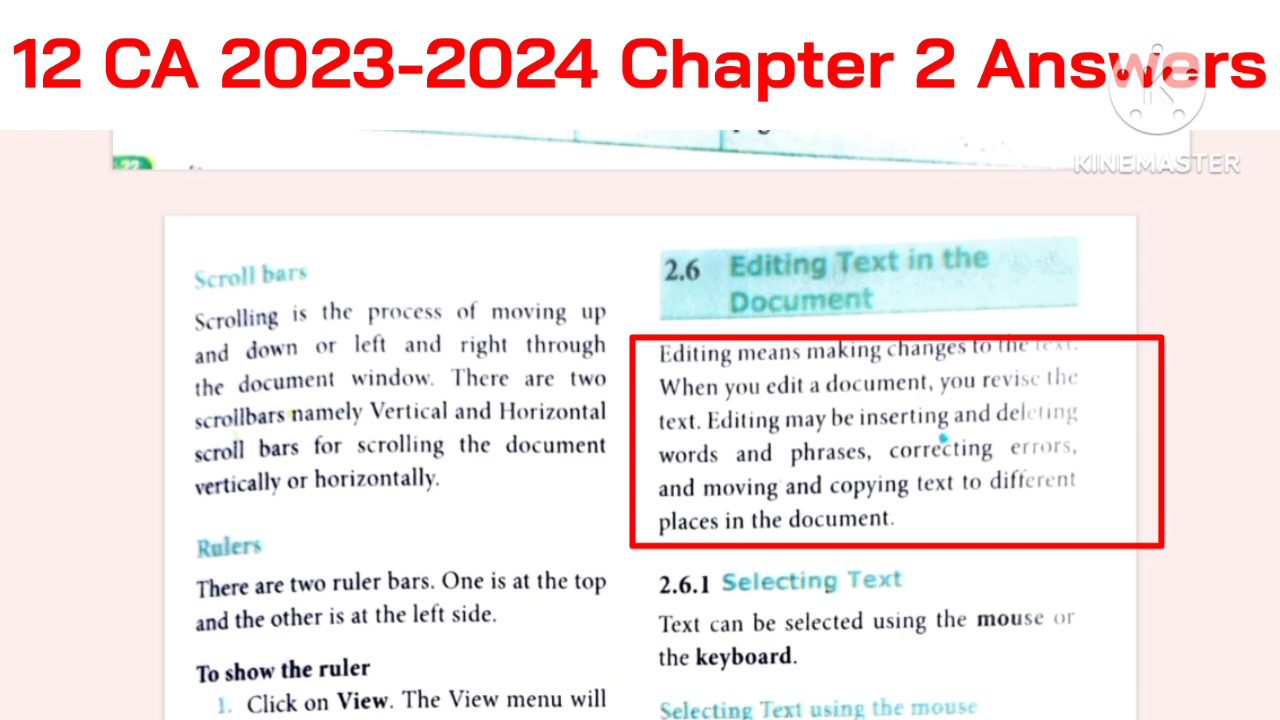 12 CA 2023-2024 Chapter 2 Answers
KINEMASTER
22
Scroll bars
Scrolling is the process of moving up
and down or left and right through
the document window. There are two
scrollbars namely Vertical and Horizontal
scroll bars for scrolling the document
vertically or horizontally.
Rulers
There are two ruler bars. One is at the top
and the other is at the left side.
To show the ruler
1. Click on View. The View menu will
2.6 Editing Text in the
Document
Editing means making changes to the text.
When you edit a document, you revise the
text. Editing may be inserting and deleting
words and phrases, correcting errors,
and moving and copying text to different
places in the document.
2.6.1 Selecting Text
Text can be selected using the mouse or
the keyboard.
Selecting Text using the mouse